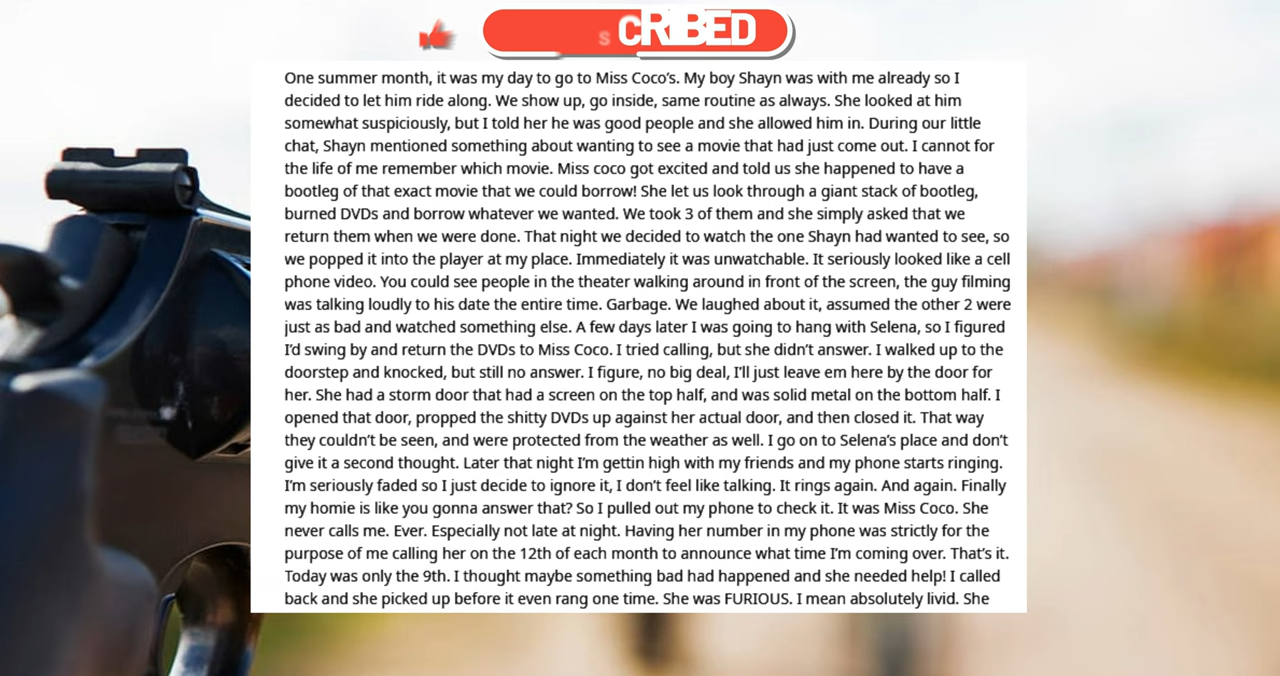 S CRIBED
One summer month, it was my day to go to Miss Coco’s. My boy Shayn was with me already so I
decided to let him ride along. We show up, go inside, same routine as always. She looked at him
somewhat suspiciously, but I told her he was good people and she allowed him in. During our little
chat, Shayn mentioned something about wanting to see a movie that had just come out. I cannot for
the life of me remember which movie. Miss coco got excited and told us she happened to have a
bootleg of that exact movie that we could borrow! She let us look through a giant stack of bootleg,
burned DVDs and borrow whatever we wanted. We took 3 of them and she simply asked that we
return them when we were done. That night we decided to watch the one Shayn had wanted to see, so
we popped it into the player at my place. Immediately it was unwatchable. It seriously looked like a cell
phone video. You could see people in the theater walking around in front of the screen, the guy filming
was talking loudly to his date the entire time. Garbage. We laughed about it, assumed the other 2 were
just as bad and watched something else. A few days later I was going to hang with Selena, so I figured
I’d swing by and return the DVDs to Miss Coco. I tried calling, but she didn’t answer. I walked up to the
doorstep and knocked, but still no answer. I figure, no big deal, I’ll just leave em here by the door for
her. She had a storm door that had a screen on the top half, and was solid metal on the bottom half. I
opened that door, propped the shitty DVDs up against her actual door, and then closed it. That way
they couldn’t be seen, and were protected from the weather as well. I go on to Selena’s place and don’t
give it a second thought. Later that night I’m gettin high with my friends and my phone starts ringing.
I’m seriously faded so I just decide to ignore it, I don’t feel like talking. It rings again. And again. Finally
my homie is like you gonna answer that? So I pulled out my phone to check it. It was Miss Coco. She
never calls me. Ever. Especially not late at night. Having her number in my phone was strictly for the
purpose of me calling her on the 12th of each month to announce what time I’m coming over. That’s it.
Today was only the 9th. I thought maybe something bad had happened and she needed help! I called
back and she picked up before it even rang one time. She was FURIOUS. I mean absolutely livid. She